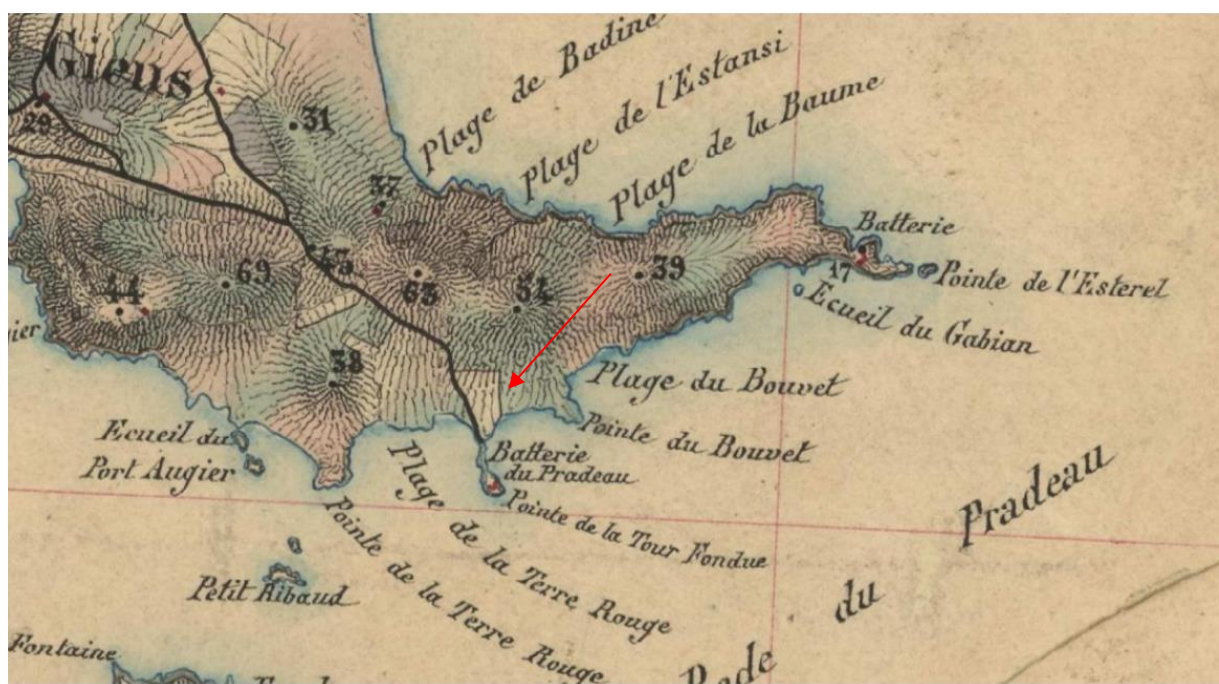 Giens
29
31
37
Plage de Badine
Plage de l'Estansi
Plage de la Baume
Batterie
17
Pointe de l'Esterel
Ecueil du Gabian
39
54
63
43
69
44
38
Plage du Bouvet
Pointe du Bouvet
Ecueil du
Port Augier
Batterie
du Pradeau
Pointe de la Tour Fondue
Plage de la Terre Rouge
Pointe de la Terre Rouge
Petit Ribaud
Rade du Pradeau
Fontaine